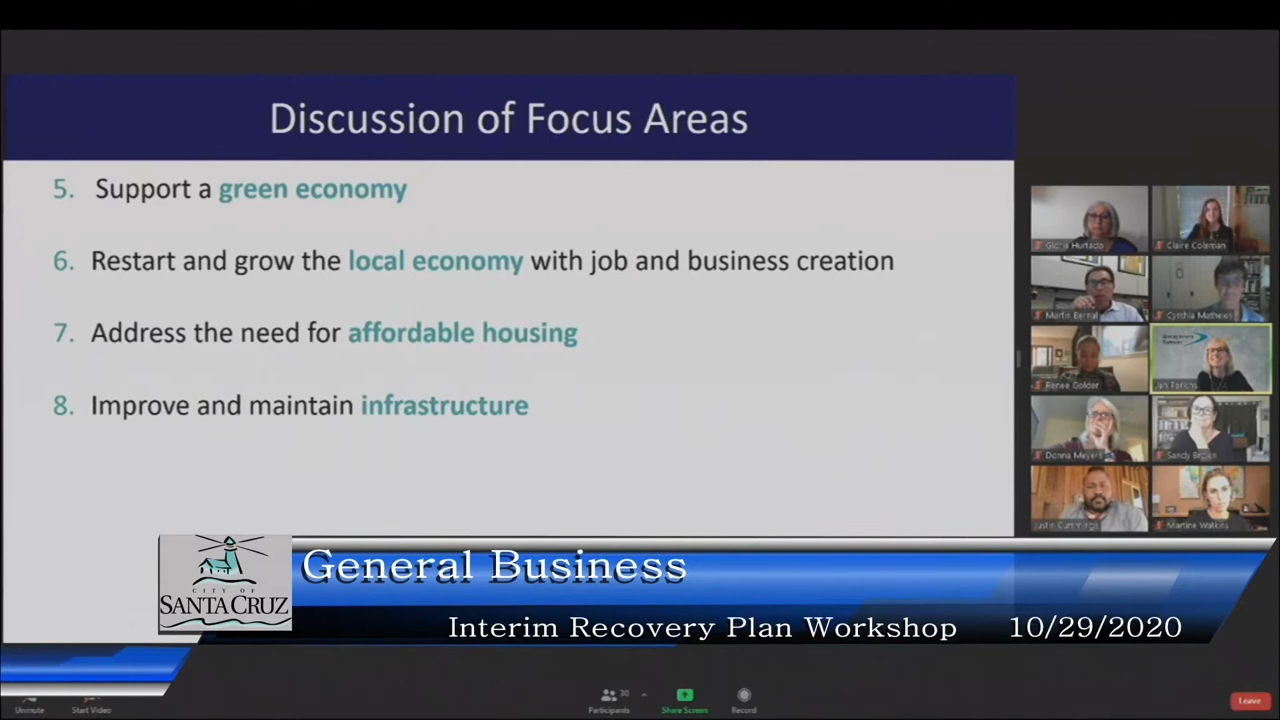 Discussion of Focus Areas
5. Support a green economy
6. Restart and grow the local economy with job and business creation
7. Address the need for affordable housing
8. Improve and maintain infrastructure
Gloria Hurtado
Claire Coleman
Martin Bernal
Cynthia Mathews
Renee Golder
Jan Perkins
Donna Meyers
Sandy Brown
Justin Cummings
Martine Watkins
CITY OF
SANTA CRUZ
General Business
Interim Recovery Plan Workshop 10/29/2020
Unmute
Start Video
30
Participants
Share Screen
Record
Leave